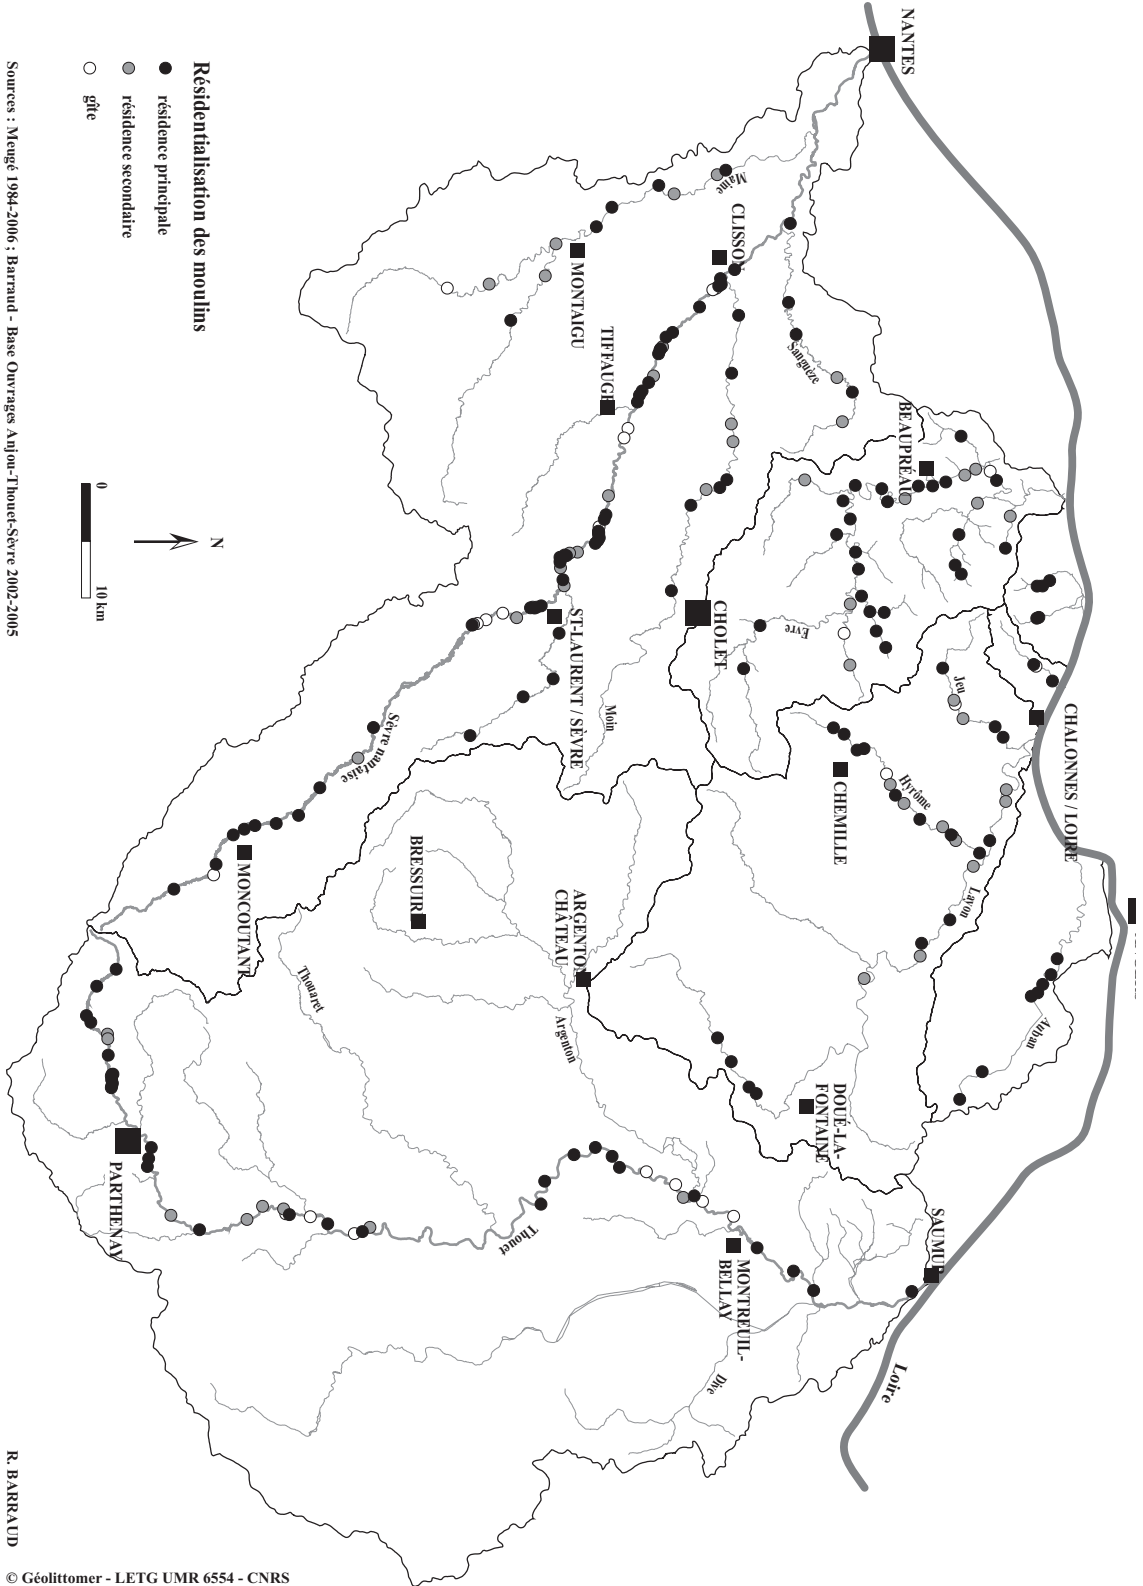 NANTES
Maine
CLISSON
MONTAIGU
TIFFAUGE
Sanguèze
BEAUPRÉAU
CHOLET
Evre
ST-LAURENT / SÈVRE
Moin
Jeu
CHALONNES / LOIRE
CHEMILLE
Hyrôme
Layon
Sèvre nantaise
MONCOUTANT
BRESSUIRE
ARGENTON
CHÂTEAU
Argenton
Thouaret
Auban
DOUÉ-LA-
FONTAINE
PARTHENAY
Thouet
MONTREUIL-
BELLAY
SAUMUR
Dive
Loire
Résidentialisation des moulins
résidence principale
résidence secondaire
gîte
0
10 km
N
Sources : Meugé 1984-2006 ; Barraud - Base Ouvrages Anjou-Thouet-Sèvre 2002-2005
R. BARRAUD
© Géolittomer - LETG UMR 6554 - CNRS